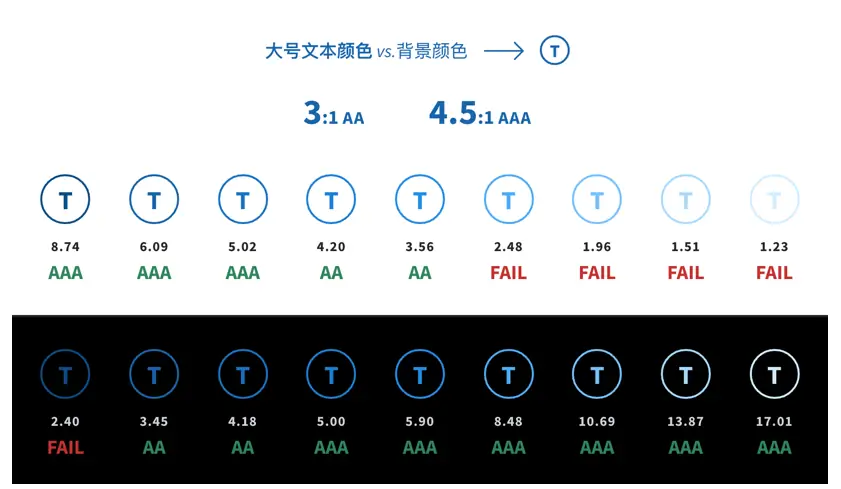 大号文本颜色 vs.背景颜色 T
3:1 AA 4.5:1 AAA
T T T T T T T T T
8.74 6.09 5.02 4.20 3.56 2.48 1.96 1.51 1.23
AAA AAA AAA AA AA FAIL FAIL FAIL FAIL
T T T T T T T T T
2.40 3.45 4.18 5.00 5.90 8.48 10.69 13.87 17.01
FAIL AA AA AAA AAA AAA AAA AAA AAA